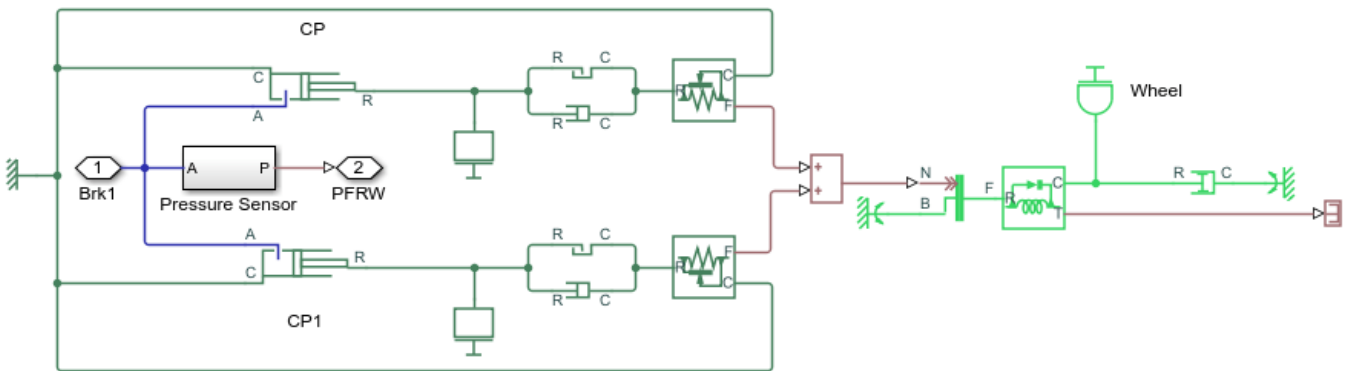 CP
R C
C
C
R
R
F
A
R C
Wheel
1
A P
2
Brk1
Pressure Sensor
PFRW
+
+
N
B
F
R
C
T
R C
A
C
R
R C
R
F
C
R C
CP1